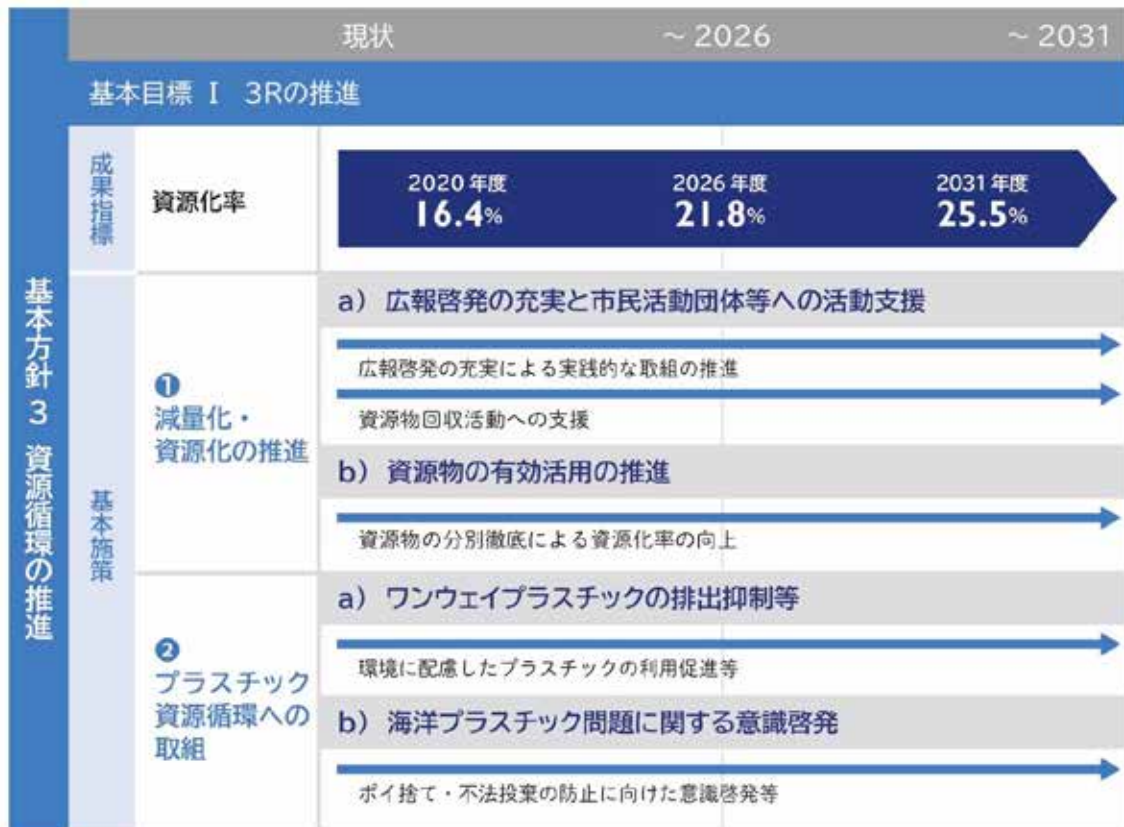 現状 ～2026 ～2031
基本方針 3 資源循環の推進
基本目標 Ⅰ 3Rの推進
成果指標
資源化率
2020年度 2026年度 2031年度
16.4% 21.8% 25.5%
基本施策
❶
減量化・
資源化の推進
a） 広報啓発の充実と市民活動団体等への活動支援
広報啓発の充実による実践的な取組の推進
資源物回収活動への支援
b） 資源物の有効活用の推進
資源物の分別徹底による資源化率の向上
❷
プラスチック
資源循環への
取組
a） ワンウェイプラスチックの排出抑制等
環境に配慮したプラスチックの利用促進等
b） 海洋プラスチック問題に関する意識啓発
ポイ捨て・不法投棄の防止に向けた意識啓発等